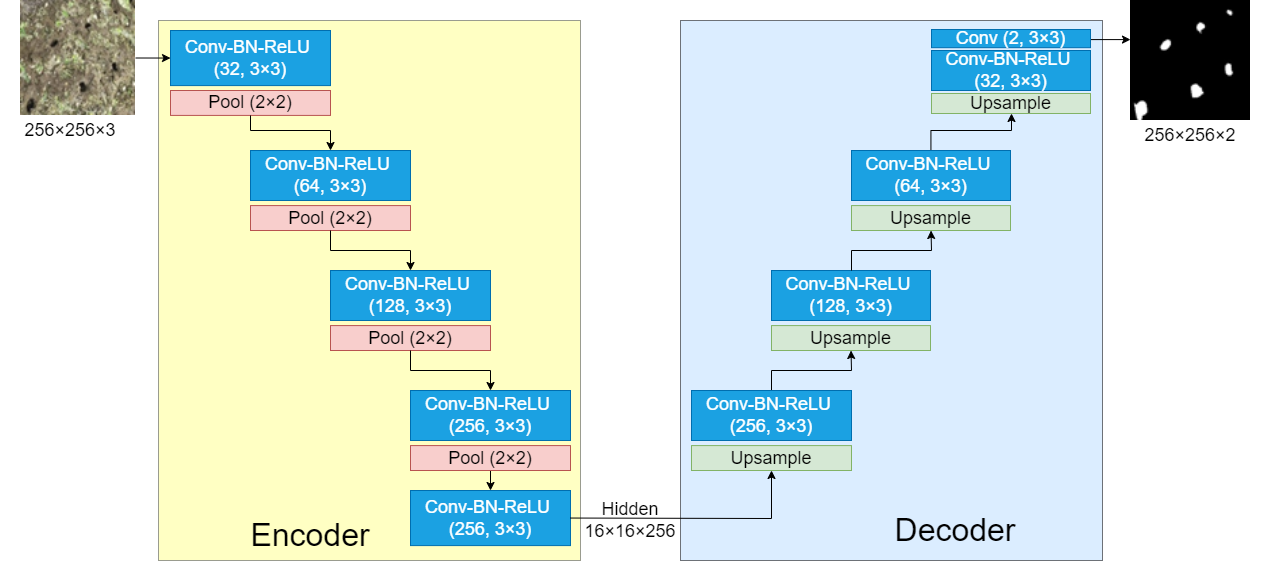 256×256×3
Conv-BN-ReLU
(32, 3×3)
Pool (2×2)
Conv-BN-ReLU
(64, 3×3)
Pool (2×2)
Conv-BN-ReLU
(128, 3×3)
Pool (2×2)
Conv-BN-ReLU
(256, 3×3)
Pool (2×2)
Conv-BN-ReLU
(256, 3×3)
Encoder
Hidden
16×16×256
Conv (2, 3×3)
Conv-BN-ReLU
(32, 3×3)
Upsample
Conv-BN-ReLU
(64, 3×3)
Upsample
Conv-BN-ReLU
(128, 3×3)
Upsample
Conv-BN-ReLU
(256, 3×3)
Upsample
Decoder
256×256×2